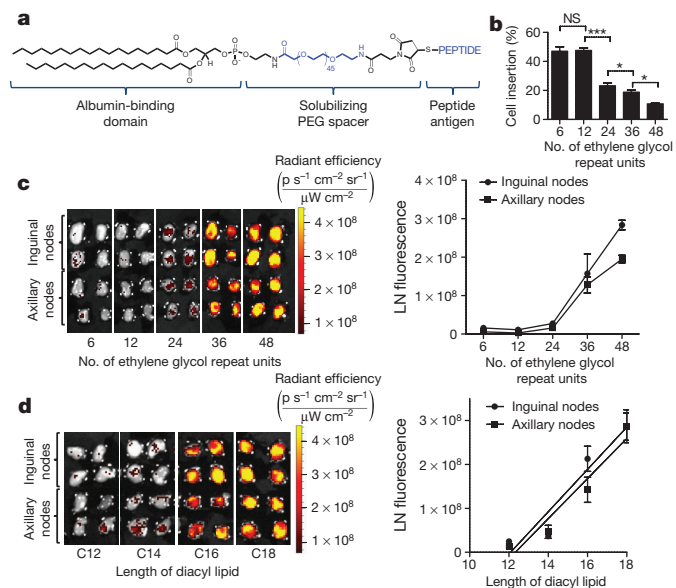 a
O
O
O
O
H
P
O
O-
O
N
H
O
O
O
45
H
N
O
O
N
O
S
PEPTIDE
Albumin-binding
domain
Solubilizing
PEG spacer
Peptide
antigen
b
Cell insertion (%)
60
40
20
0
NS
***
*
*
6 12 24 36 48
No. of ethylene glycol
repeat units
c
Radiant efficiency
(p s−1 cm−2 sr−1)
µW cm−2
Inguinal
nodes
Axillary
nodes
4 × 10⁸
3 × 10⁸
2 × 10⁸
1 × 10⁸
6 12 24 36 48
No. of ethylene glycol repeat units
Inguinal nodes
Axillary nodes
LN fluorescence
4 × 10⁸
3 × 10⁸
2 × 10⁸
1 × 10⁸
0
6 12 24 36 48
No. of ethylene glycol
repeat units
d
Radiant efficiency
(p s−1 cm−2 sr−1)
µW cm−2
Inguinal
nodes
Axillary
nodes
4 × 10⁸
3 × 10⁸
2 × 10⁸
1 × 10⁸
C12 C14 C16 C18
Length of diacyl lipid
Inguinal nodes
Axillary nodes
LN fluorescence
3 × 10⁸
2 × 10⁸
1 × 10⁸
0
10 12 14 16 18
Length of diacyl lipid